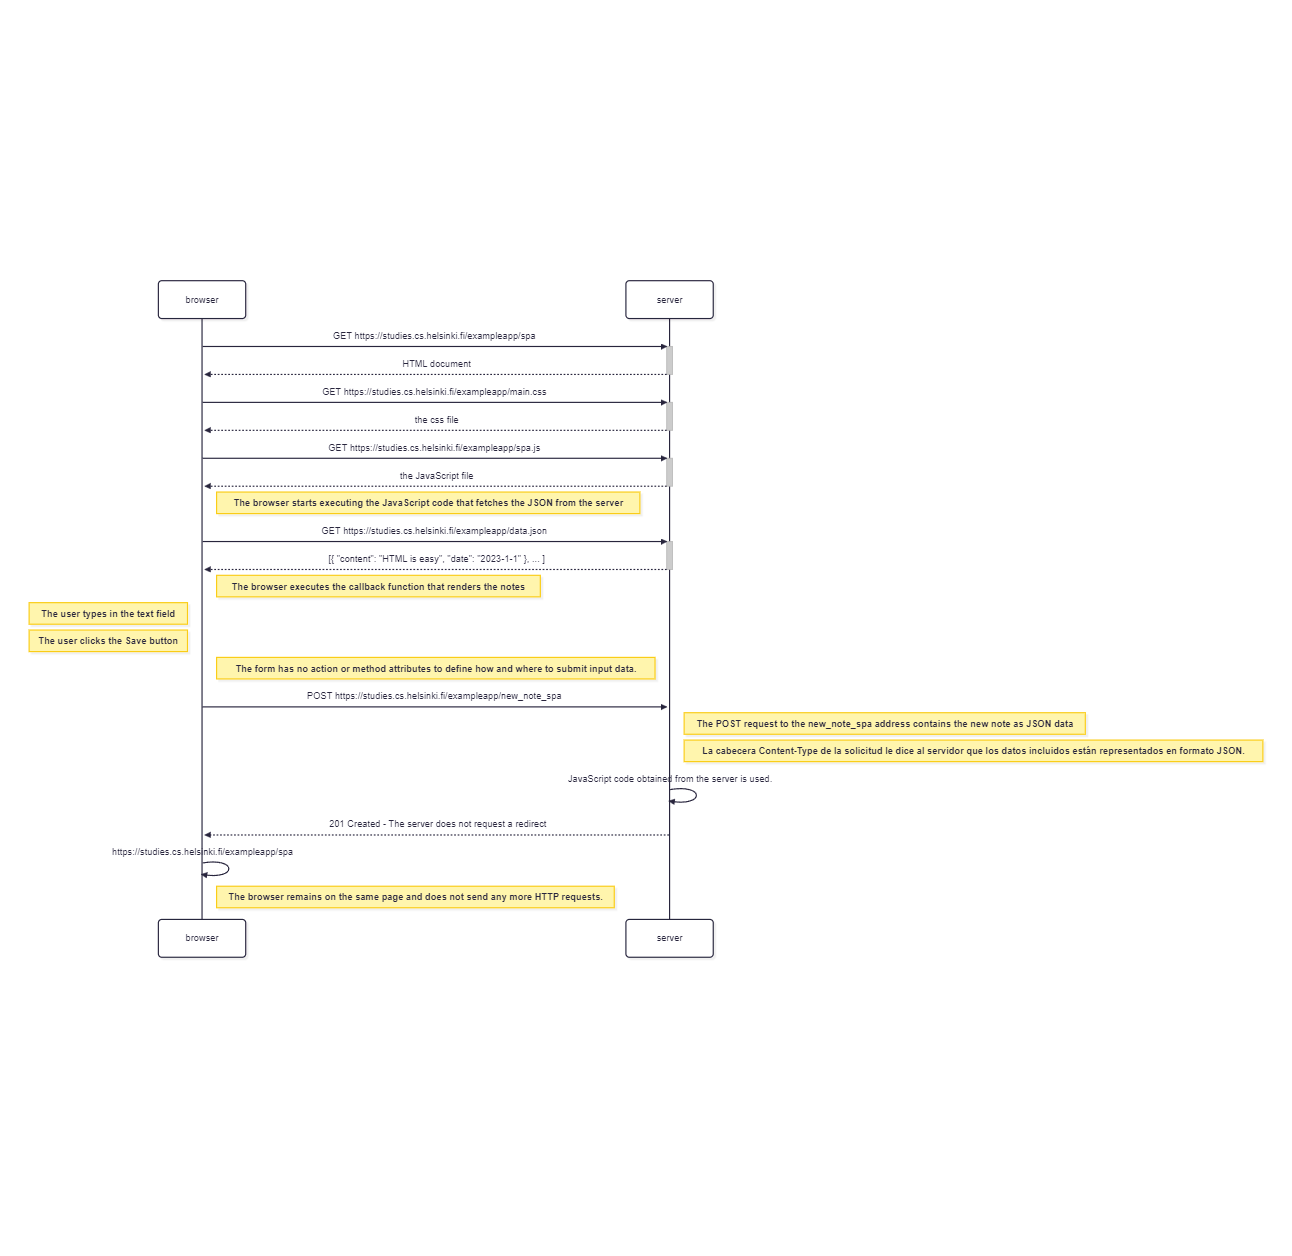 browser
server
GET https://studies.cs.helsinki.fi/exampleapp/spa
HTML document
GET https://studies.cs.helsinki.fi/exampleapp/main.css
the css file
GET https://studies.cs.helsinki.fi/exampleapp/spa.js
the JavaScript file
The browser starts executing the JavaScript code that fetches the JSON from the server
GET https://studies.cs.helsinki.fi/exampleapp/data.json
[{ "content": "HTML is easy", "date": "2023-1-1" }, ... ]
The browser executes the callback function that renders the notes
The user types in the text field
The user clicks the Save button
The form has no action or method attributes to define how and where to submit input data.
POST https://studies.cs.helsinki.fi/exampleapp/new_note_spa
The POST request to the new_note_spa address contains the new note as JSON data
La cabecera Content-Type de la solicitud le dice al servidor que los datos incluidos están representados en formato JSON.
JavaScript code obtained from the server is used.
201 Created - The server does not request a redirect
https://studies.cs.helsinki.fi/exampleapp/spa
The browser remains on the same page and does not send any more HTTP requests.
browser
server